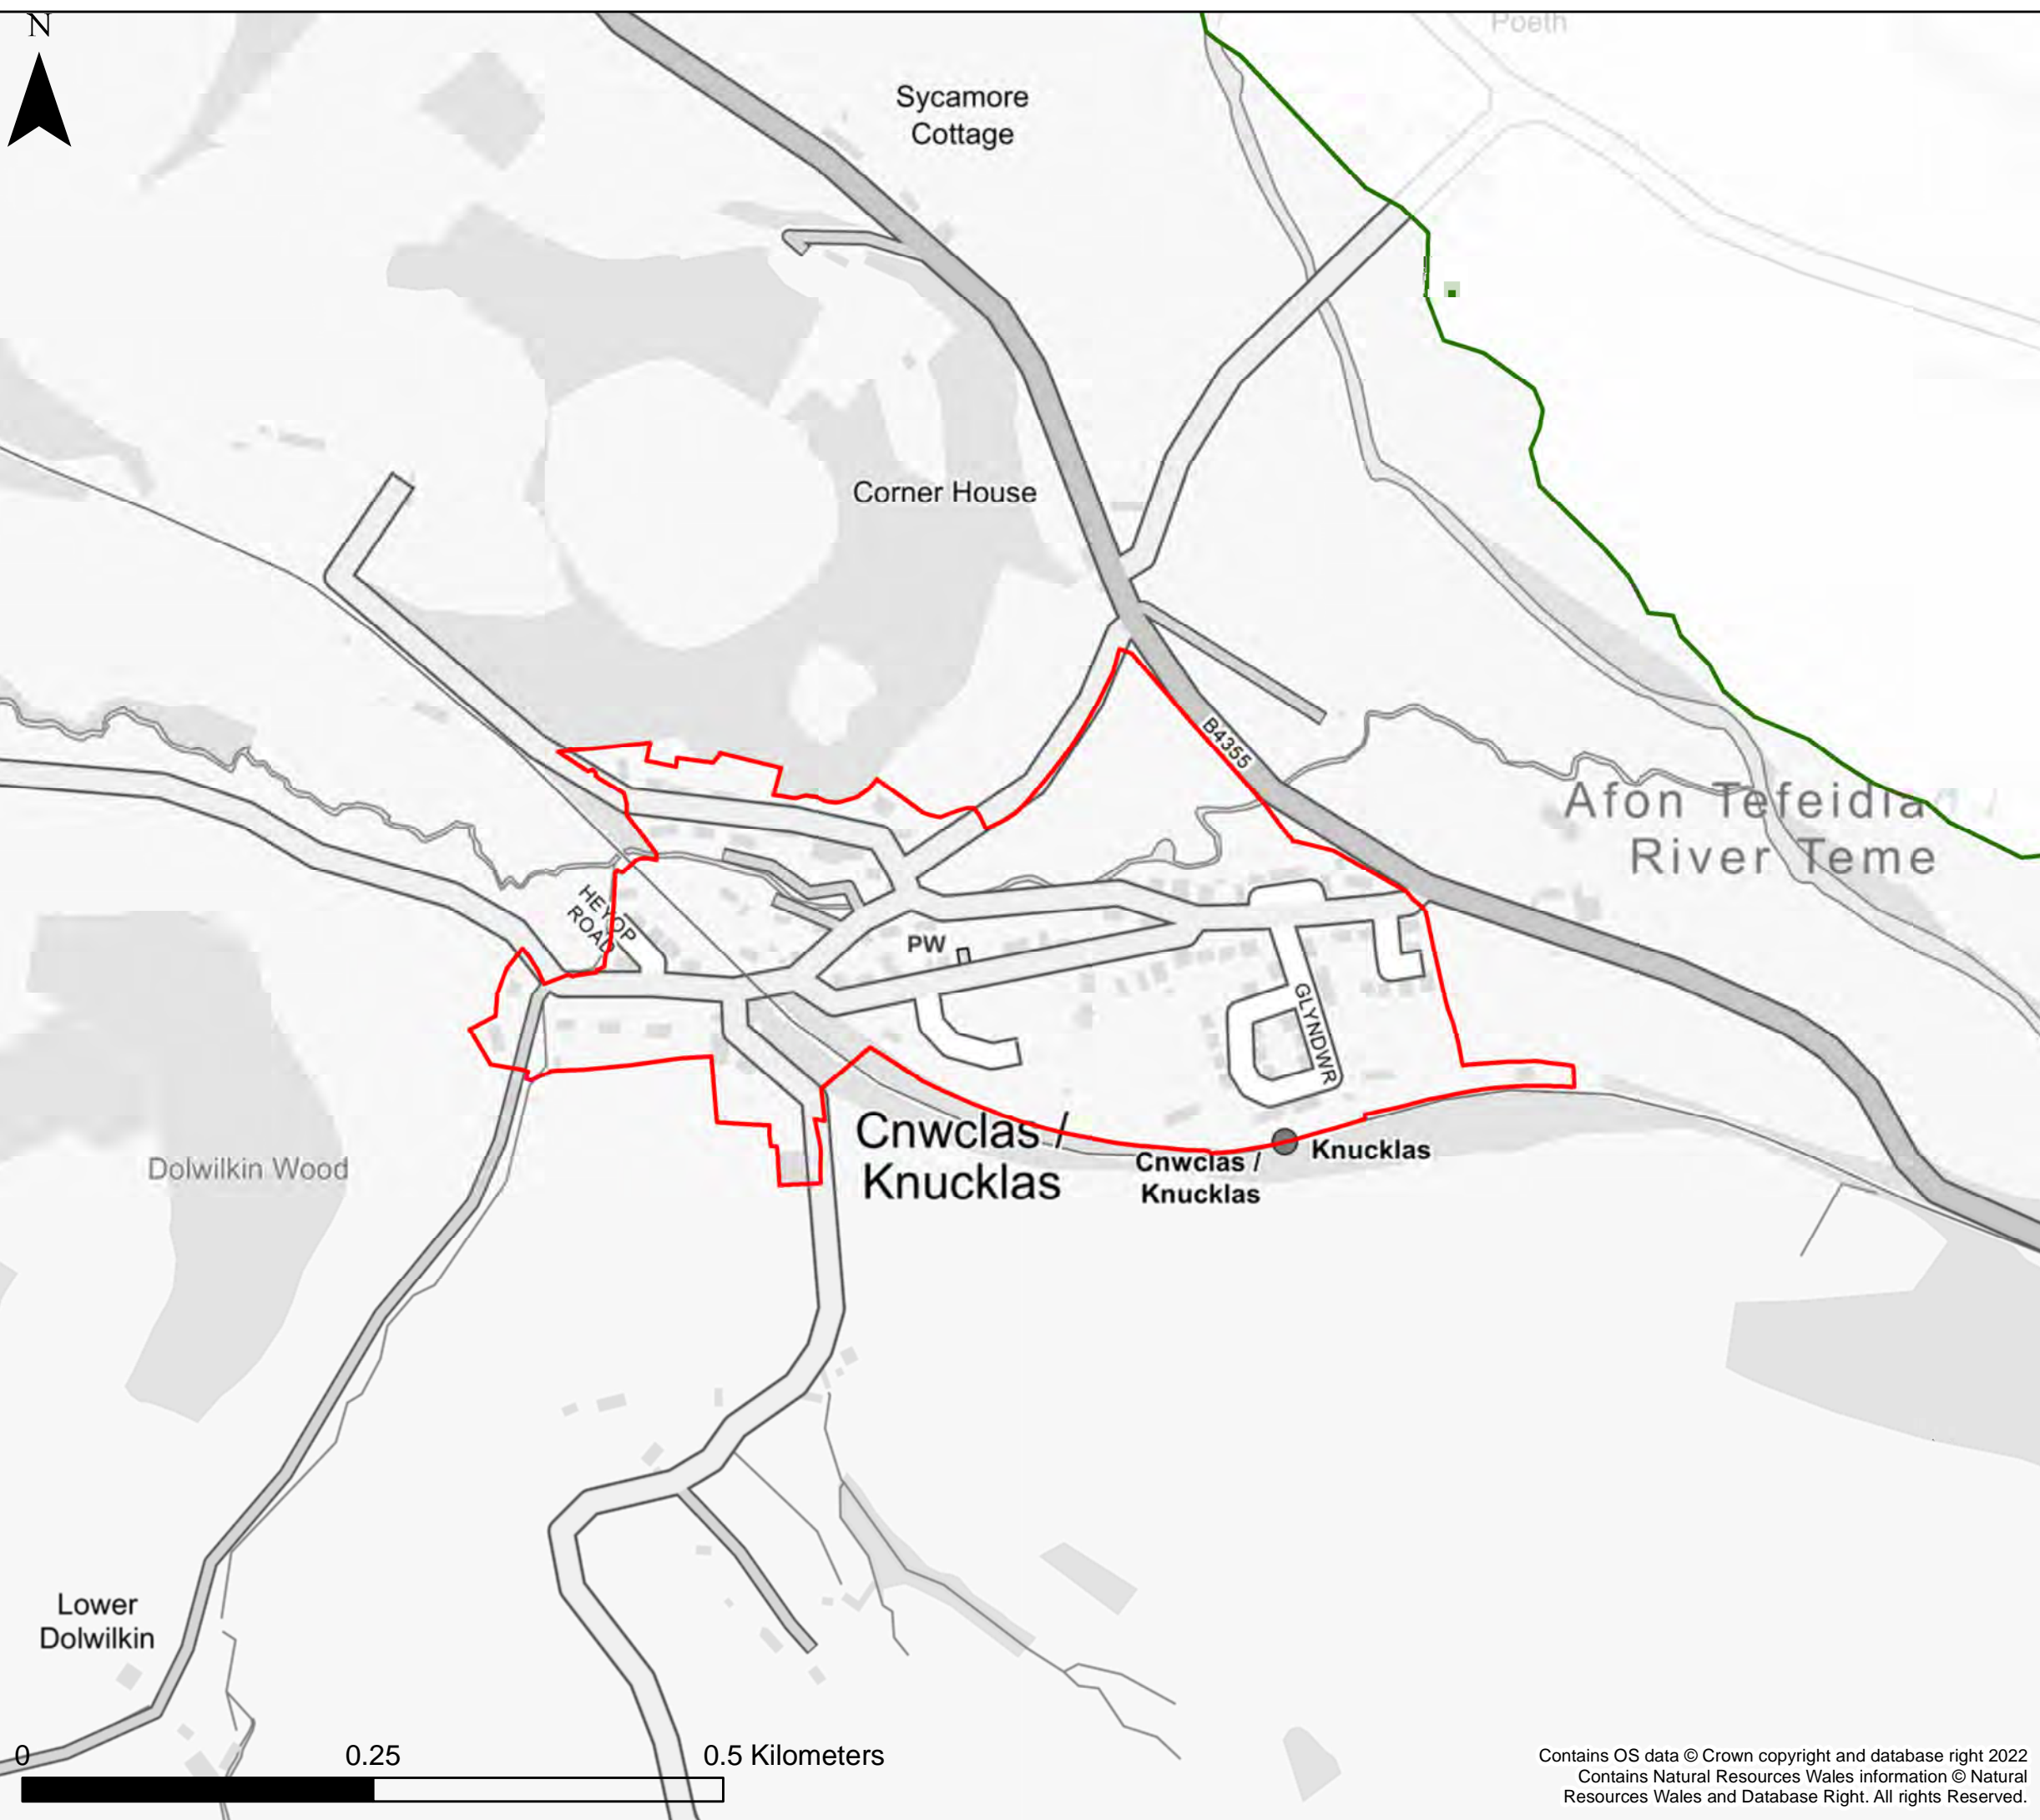 N
Poeth
Sycamore
Cottage
Corner House
B4355
Afon Tefeidiad /
River Teme
HEYOP
ROAD
PW
GLYNDWR
Cnwclas /
Knucklas
Cnwclas /
Knucklas
Knucklas
Dolwilkin Wood
Lower
Dolwilkin
0
0.25
0.5 Kilometers
Contains OS data © Crown copyright and database right 2022
Contains Natural Resources Wales information © Natural
Resources Wales and Database Right. All rights Reserved.